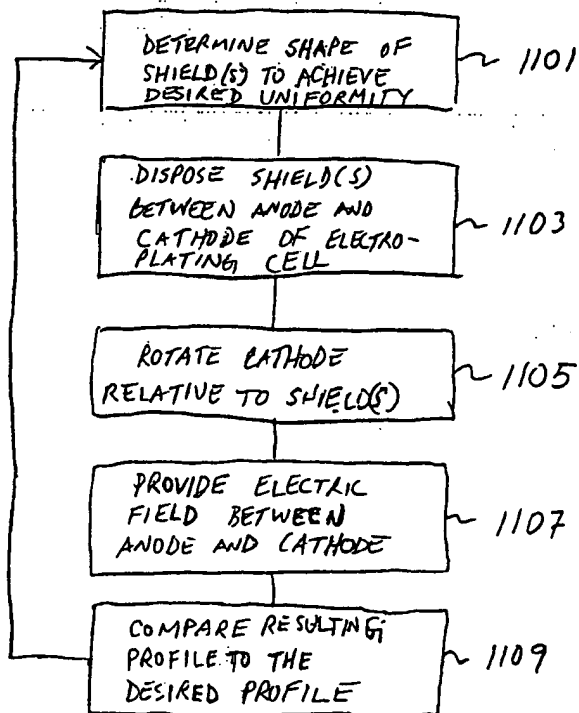 DETERMINE SHAPE OF
SHIELD(S) TO ACHIEVE
DESIRED UNIFORMITY
1101
DISPOSE SHIELD(S)
BETWEEN ANODE AND
CATHODE OF ELECTRO-
PLATING CELL
1103
ROTATE CATHODE
RELATIVE TO SHIELD(S)
1105
PROVIDE ELECTRIC
FIELD BETWEEN
ANODE AND CATHODE
1107
COMPARE RESULTING
PROFILE TO THE
DESIRED PROFILE
1109